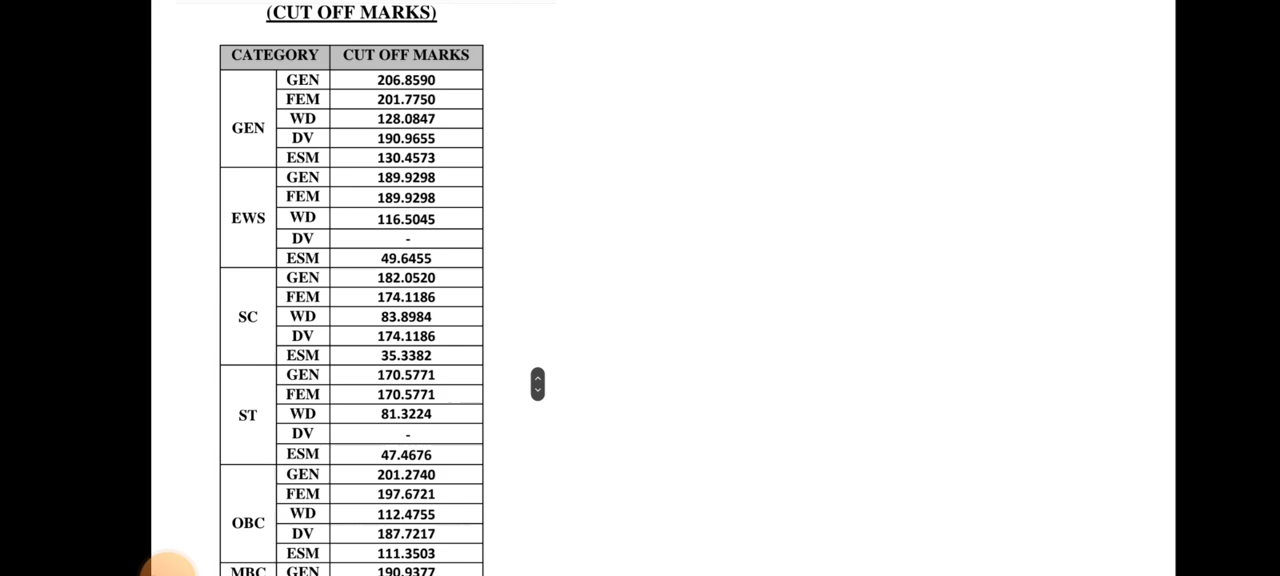 (CUT OFF MARKS)
CATEGORY CUT OFF MARKS
GEN GEN 206.8590
FEM 201.7750
WD 128.0847
DV 190.9655
ESM 130.4573
EWS GEN 189.9298
FEM 189.9298
WD 116.5045
DV -
ESM 49.6455
SC GEN 182.0520
FEM 174.1186
WD 83.8984
DV 174.1186
ESM 35.3382
ST GEN 170.5771
FEM 170.5771
WD 81.3224
DV -
ESM 47.4676
OBC GEN 201.2740
FEM 197.6721
WD 112.4755
DV 187.7217
ESM 111.3503
MBC GEN 190.9377